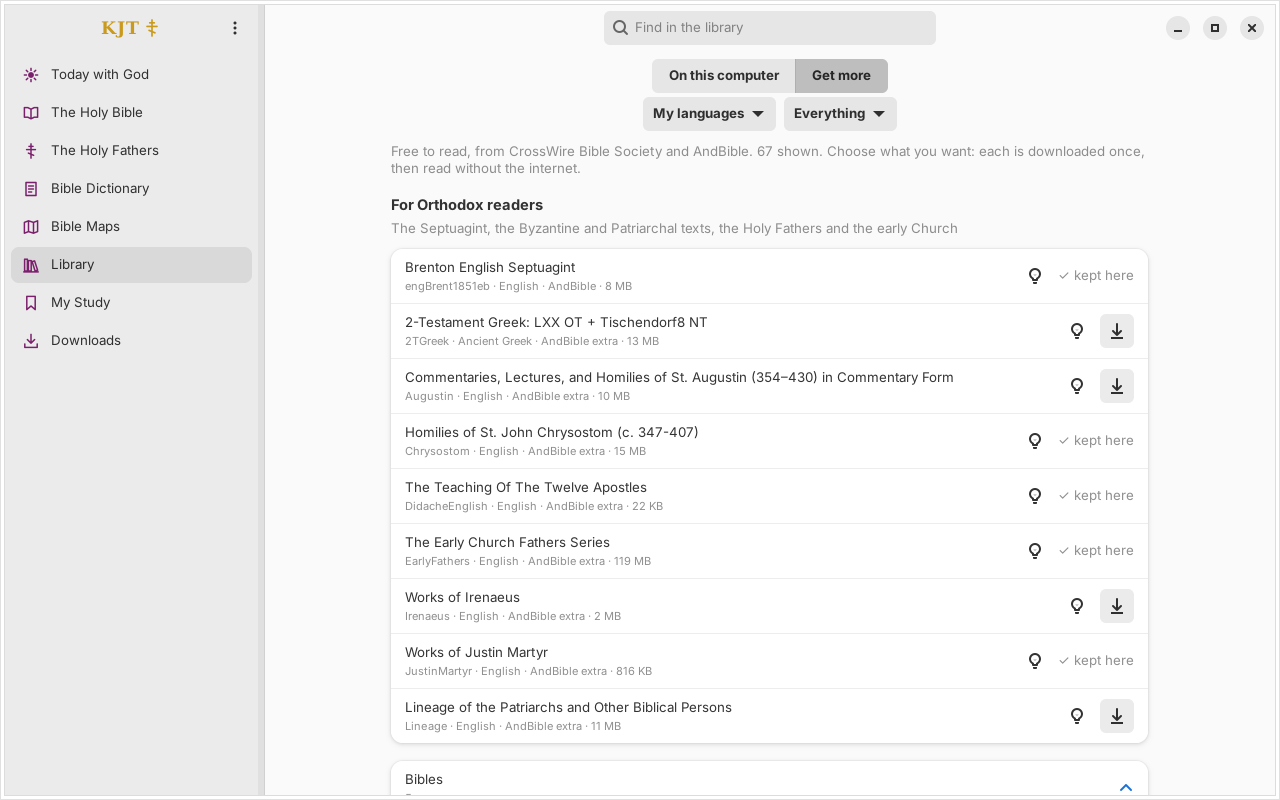 KJT
Find in the library
Today with God
The Holy Bible
The Holy Fathers
Bible Dictionary
Bible Maps
Library
My Study
Downloads
On this computer
Get more
My languages
Everything
Free to read, from CrossWire Bible Society and AndBible. 67 shown. Choose what you want: each is downloaded once,
then read without the internet.
For Orthodox readers
The Septuagint, the Byzantine and Patriarchal texts, the Holy Fathers and the early Church
Brenton English Septuagint
engBrent1851eb · English · AndBible · 8 MB
✓ kept here
2-Testament Greek: LXX OT + Tischendorf8 NT
2TGreek · Ancient Greek · AndBible extra · 13 MB
Commentaries, Lectures, and Homilies of St. Augustin (354–430) in Commentary Form
Augustin · English · AndBible extra · 10 MB
Homilies of St. John Chrysostom (c. 347-407)
Chrysostom · English · AndBible extra · 15 MB
✓ kept here
The Teaching Of The Twelve Apostles
DidacheEnglish · English · AndBible extra · 22 KB
✓ kept here
The Early Church Fathers Series
EarlyFathers · English · AndBible extra · 119 MB
✓ kept here
Works of Irenaeus
Irenaeus · English · AndBible extra · 2 MB
Works of Justin Martyr
JustinMartyr · English · AndBible extra · 816 KB
✓ kept here
Lineage of the Patriarchs and Other Biblical Persons
Lineage · English · AndBible extra · 11 MB
Bibles